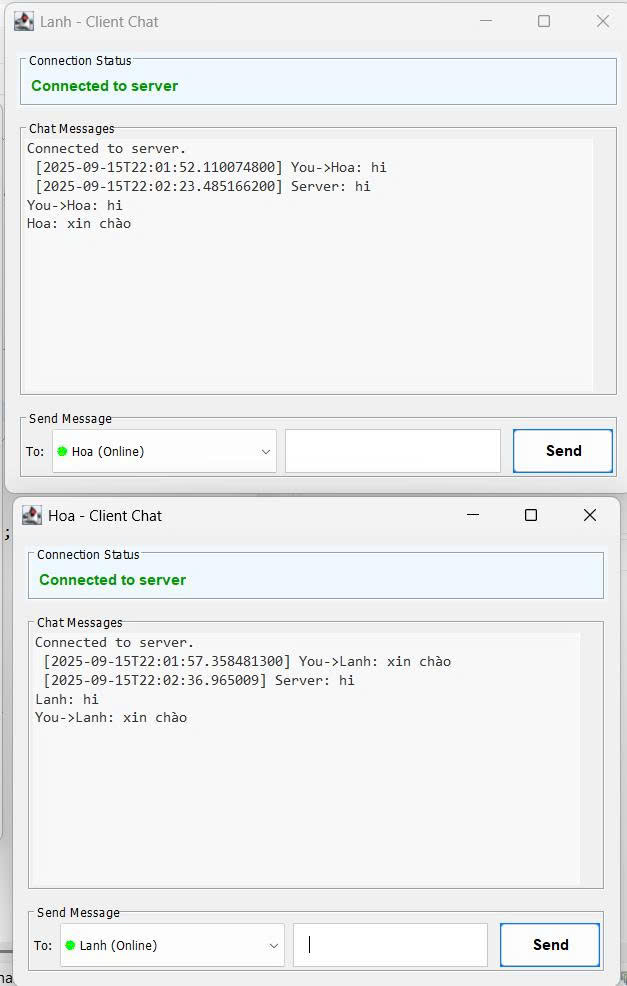 Lanh - Client Chat
Connection Status
Connected to server
Chat Messages
Connected to server.
[2025-09-15T22:01:52.110074800] You->Hoa: hi
[2025-09-15T22:02:23.485166200] Server: hi
You->Hoa: hi
Hoa: xin chào
Send Message
To: Hoa (Online) Send
Hoa - Client Chat
;
Connection Status
Connected to server
Chat Messages
Connected to server.
[2025-09-15T22:01:57.358481300] You->Lanh: xin chào
[2025-09-15T22:02:36.965009] Server: hi
Lanh: hi
You->Lanh: xin chào
Send Message
To: Lanh (Online) Send